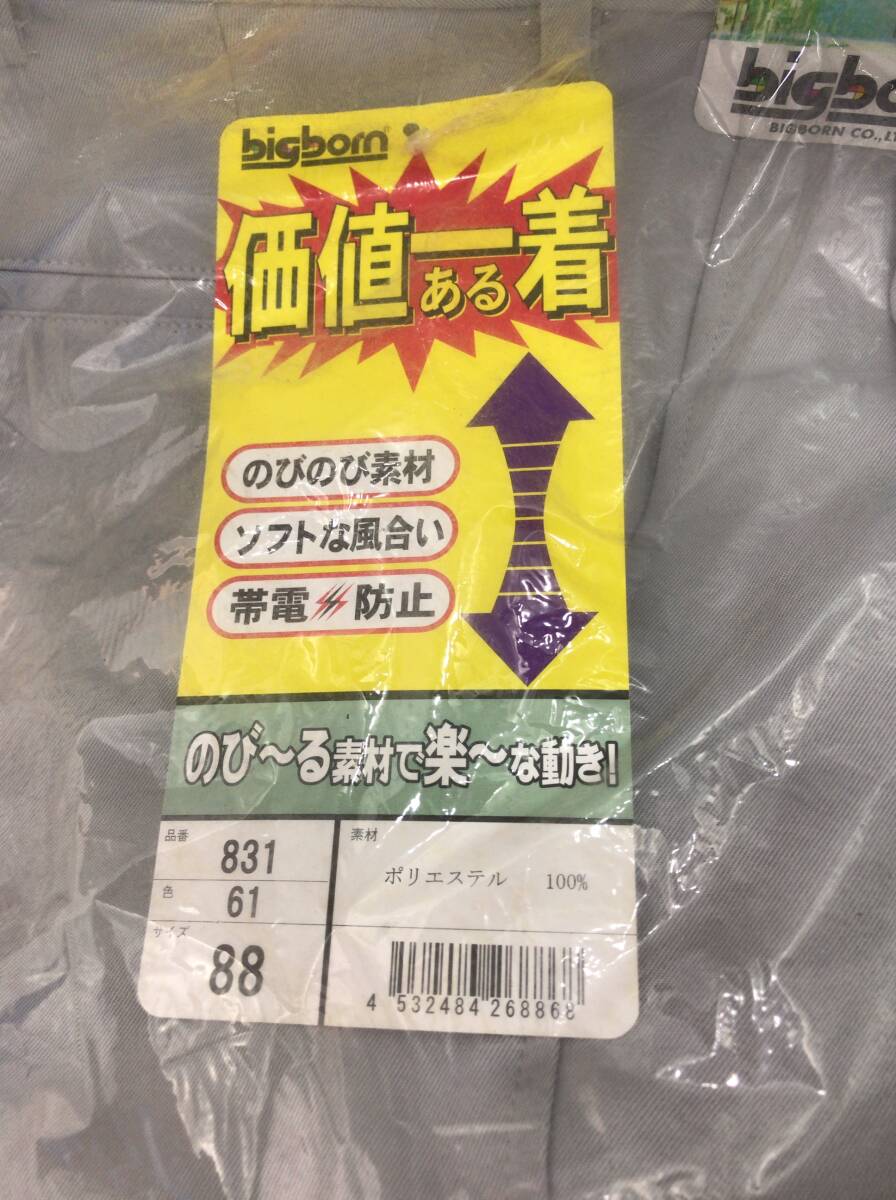 bigborn®
価値ある一着
のびのび素材
ソフトな風合い
帯電防止
のび～る素材で楽～な動き!
品番
831
色
61
サイズ
88
素材
ポリエステル 100%
4 532484 268868
bigbo
BIGBORN CO.,